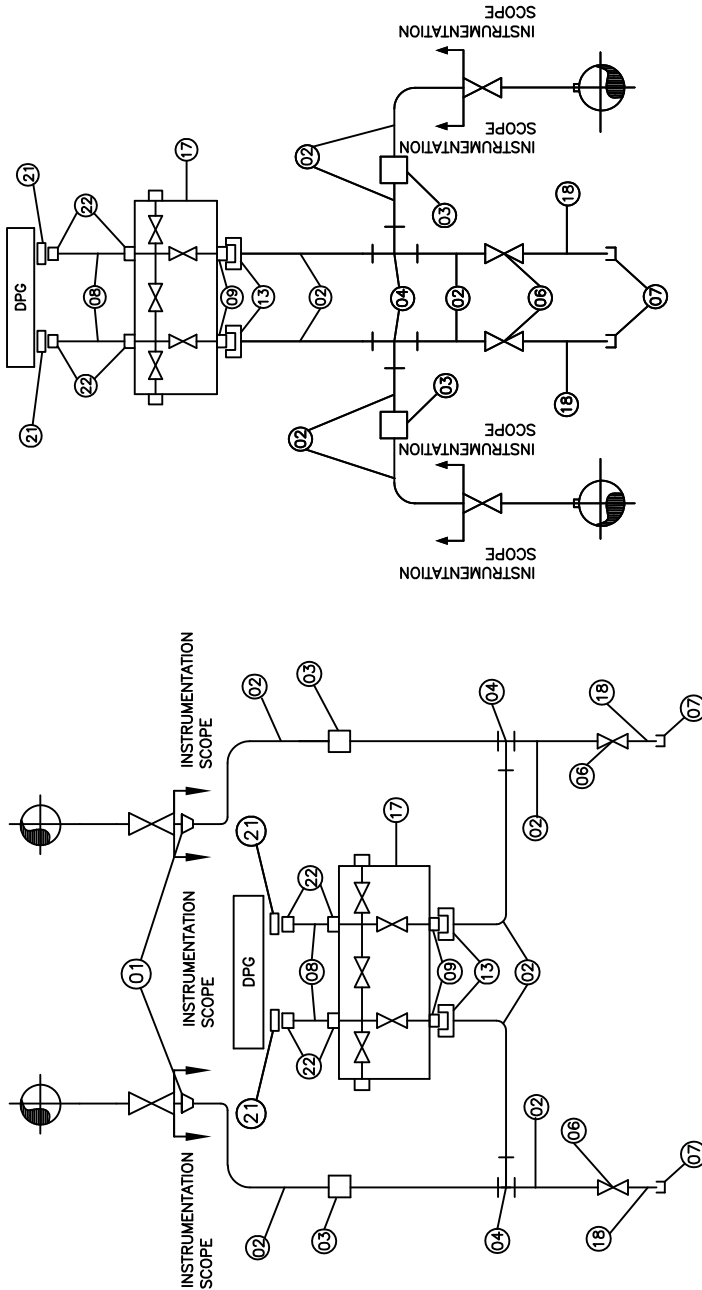 DPG
21
21
22
22
08
17
09
13
02
04
02
06
18
18
07
02
03
INSTRUMENTATION
SCOPE
INSTRUMENTATION
SCOPE
02
03
INSTRUMENTATION
SCOPE
INSTRUMENTATION
SCOPE
01
INSTRUMENTATION
SCOPE
INSTRUMENTATION
SCOPE
INSTRUMENTATION
SCOPE
02
02
03
03
21
21
DPG
22
22
08
17
09
13
02
04
04
02
02
06
06
18
18
07
07